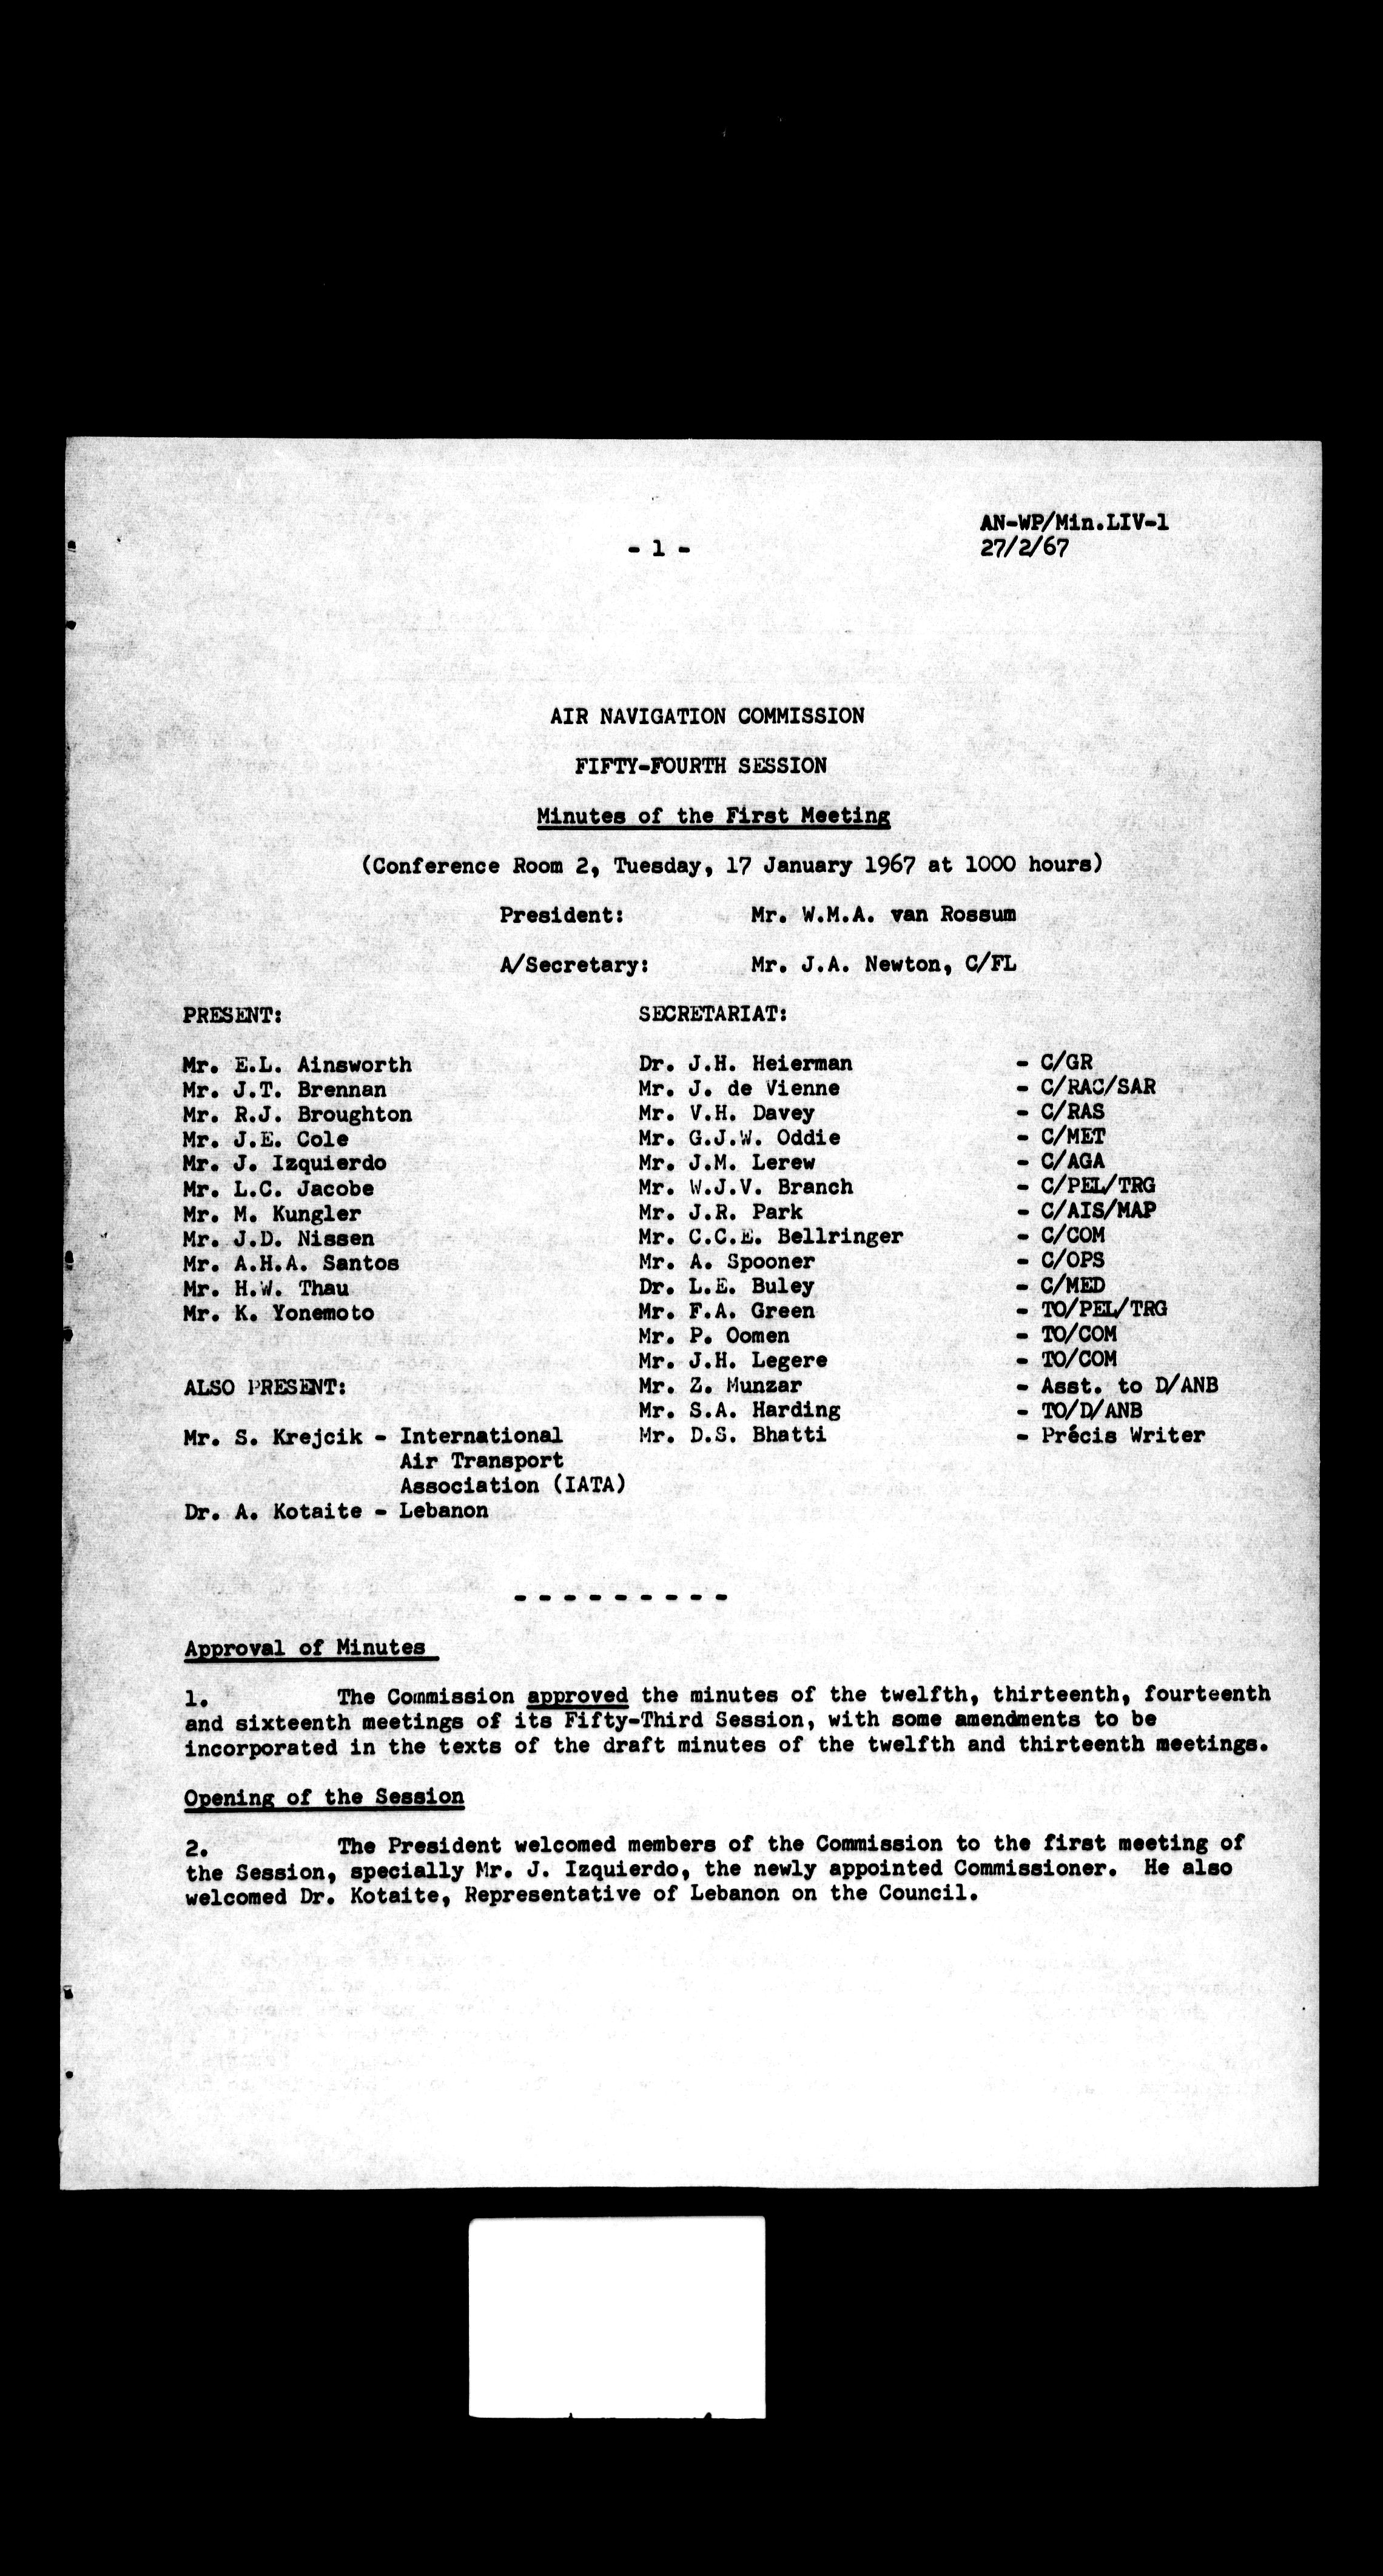 AN-WP/Min.LIV-1
- 1 -
27/2/67
AIR NAVIGATION COMMISSION
FIFTY-FOURTH SESSION
Minutes of the First Meeting
(Conference Room 2, Tuesday, 17 January 1967 at 1000 hours)
President: Mr. W.M.A. van Rossum
A/Secretary: Mr. J.A. Newton, C/FL
PRESENT:
Mr. E.L. Ainsworth
Mr. J.T. Brennan
Mr. R.J. Broughton
Mr. J.E. Cole
Mr. J. Izquierdo
Mr. L.C. Jacobe
Mr. M. Kungler
Mr. J.D. Nissen
Mr. A.H.A. Santos
Mr. H.W. Thau
Mr. K. Yonemoto
ALSO PRESENT:
Mr. S. Krejcik - International
Air Transport
Association (IATA)
Dr. A. Kotaite - Lebanon
SECRETARIAT:
Dr. J.H. Heierman - C/GR
Mr. J. de Vienne - C/RAC/SAR
Mr. V.H. Davey - C/RAS
Mr. G.J.W. Oddie - C/MET
Mr. J.M. Lerew - C/AGA
Mr. W.J.V. Branch - C/PEL/TRG
Mr. J.R. Park - C/AIS/MAP
Mr. C.C.E. Bellringer - C/COM
Mr. A. Spooner - C/OPS
Dr. L.E. Buley - C/MED
Mr. F.A. Green - TO/PEL/TRG
Mr. P. Oomen - TO/COM
Mr. J.H. Legere - TO/COM
Mr. Z. Munzar - Asst. to D/ANB
Mr. S.A. Harding - TO/D/ANB
Mr. D.S. Bhatti - Précis Writer
- - - - - - - - -
Approval of Minutes
1. The Commission approved the minutes of the twelfth, thirteenth, fourteenth
and sixteenth meetings of its Fifty-Third Session, with some amendments to be
incorporated in the texts of the draft minutes of the twelfth and thirteenth meetings.
Opening of the Session
2. The President welcomed members of the Commission to the first meeting of
the Session, specially Mr. J. Izquierdo, the newly appointed Commissioner. He also
welcomed Dr. Kotaite, Representative of Lebanon on the Council.